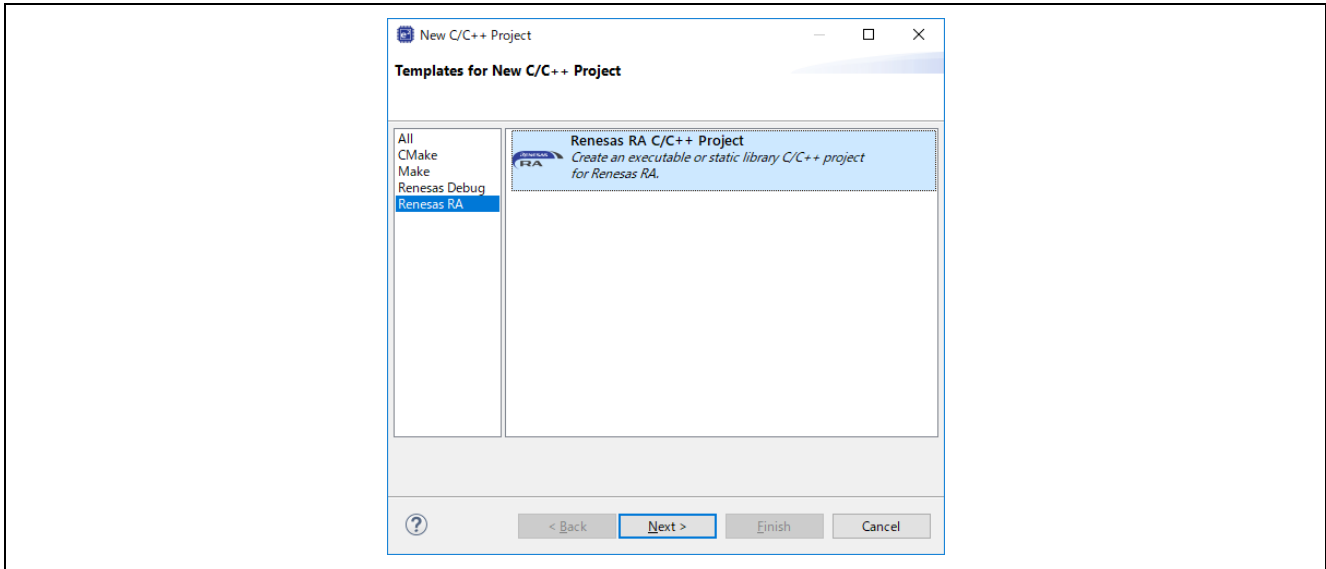 New C/C++ Project
Templates for New C/C++ Project
All
CMake
Make
Renesas Debug
Renesas RA
RENESAS
RA
Renesas RA C/C++ Project
Create an executable or static library C/C++ project
for Renesas RA.
?
< Back
Next >
Finish
Cancel